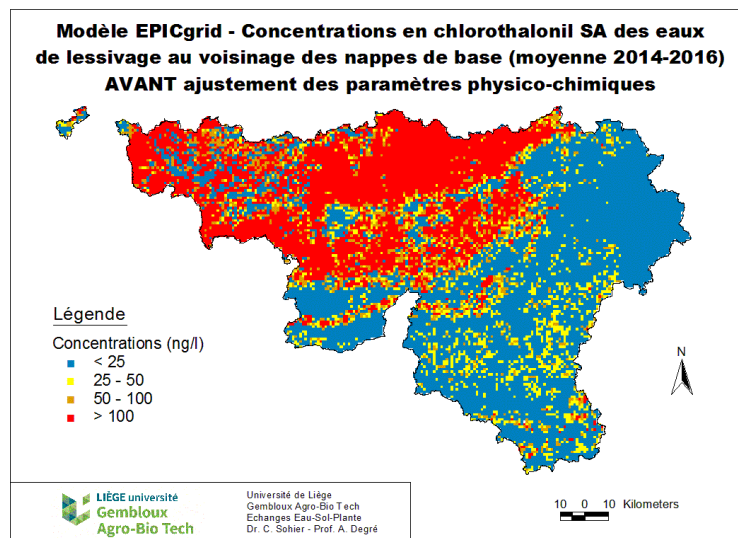 Modèle EPICgrid - Concentrations en chlorothalonil SA des eaux
de lessivage au voisinage des nappes de base (moyenne 2014-2016)
AVANT ajustement des paramètres physico-chimiques
Légende
Concentrations (ng/l)
< 25
25 - 50
50 - 100
> 100
N
LIÈGE université
Gembloux
Agro-Bio Tech
Université de Liège
Gembloux Agro-Bio Tech
Echanges Eau-Sol-Plante
Dr. C. Sohier - Prof. A. Degré
10 0 10 Kilometers